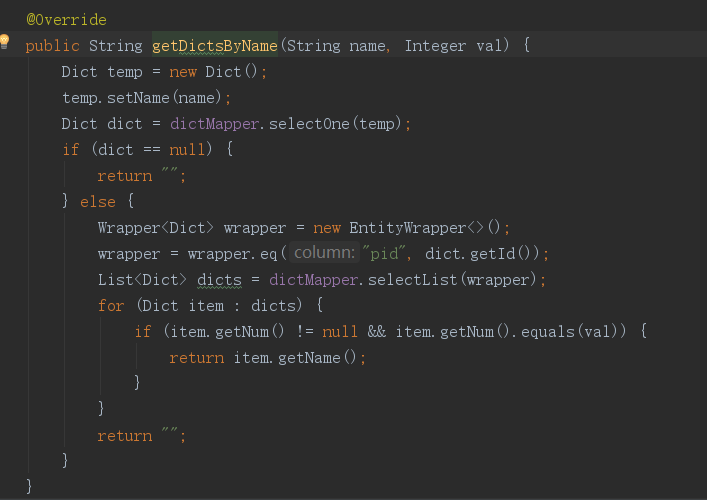 @Override
public String getDictsByName(String name, Integer val) {
    Dict temp = new Dict();
    temp.setName(name);
    Dict dict = dictMapper.selectOne(temp);
    if (dict == null) {
        return "";
    } else {
        Wrapper<Dict> wrapper = new EntityWrapper<>();
        wrapper = wrapper.eq( column: "pid", dict.getId());
        List<Dict> dicts = dictMapper.selectList(wrapper);
        for (Dict item : dicts) {
            if (item.getNum() != null && item.getNum().equals(val)) {
                return item.getName();
            }
        }
        return "";
    }
}